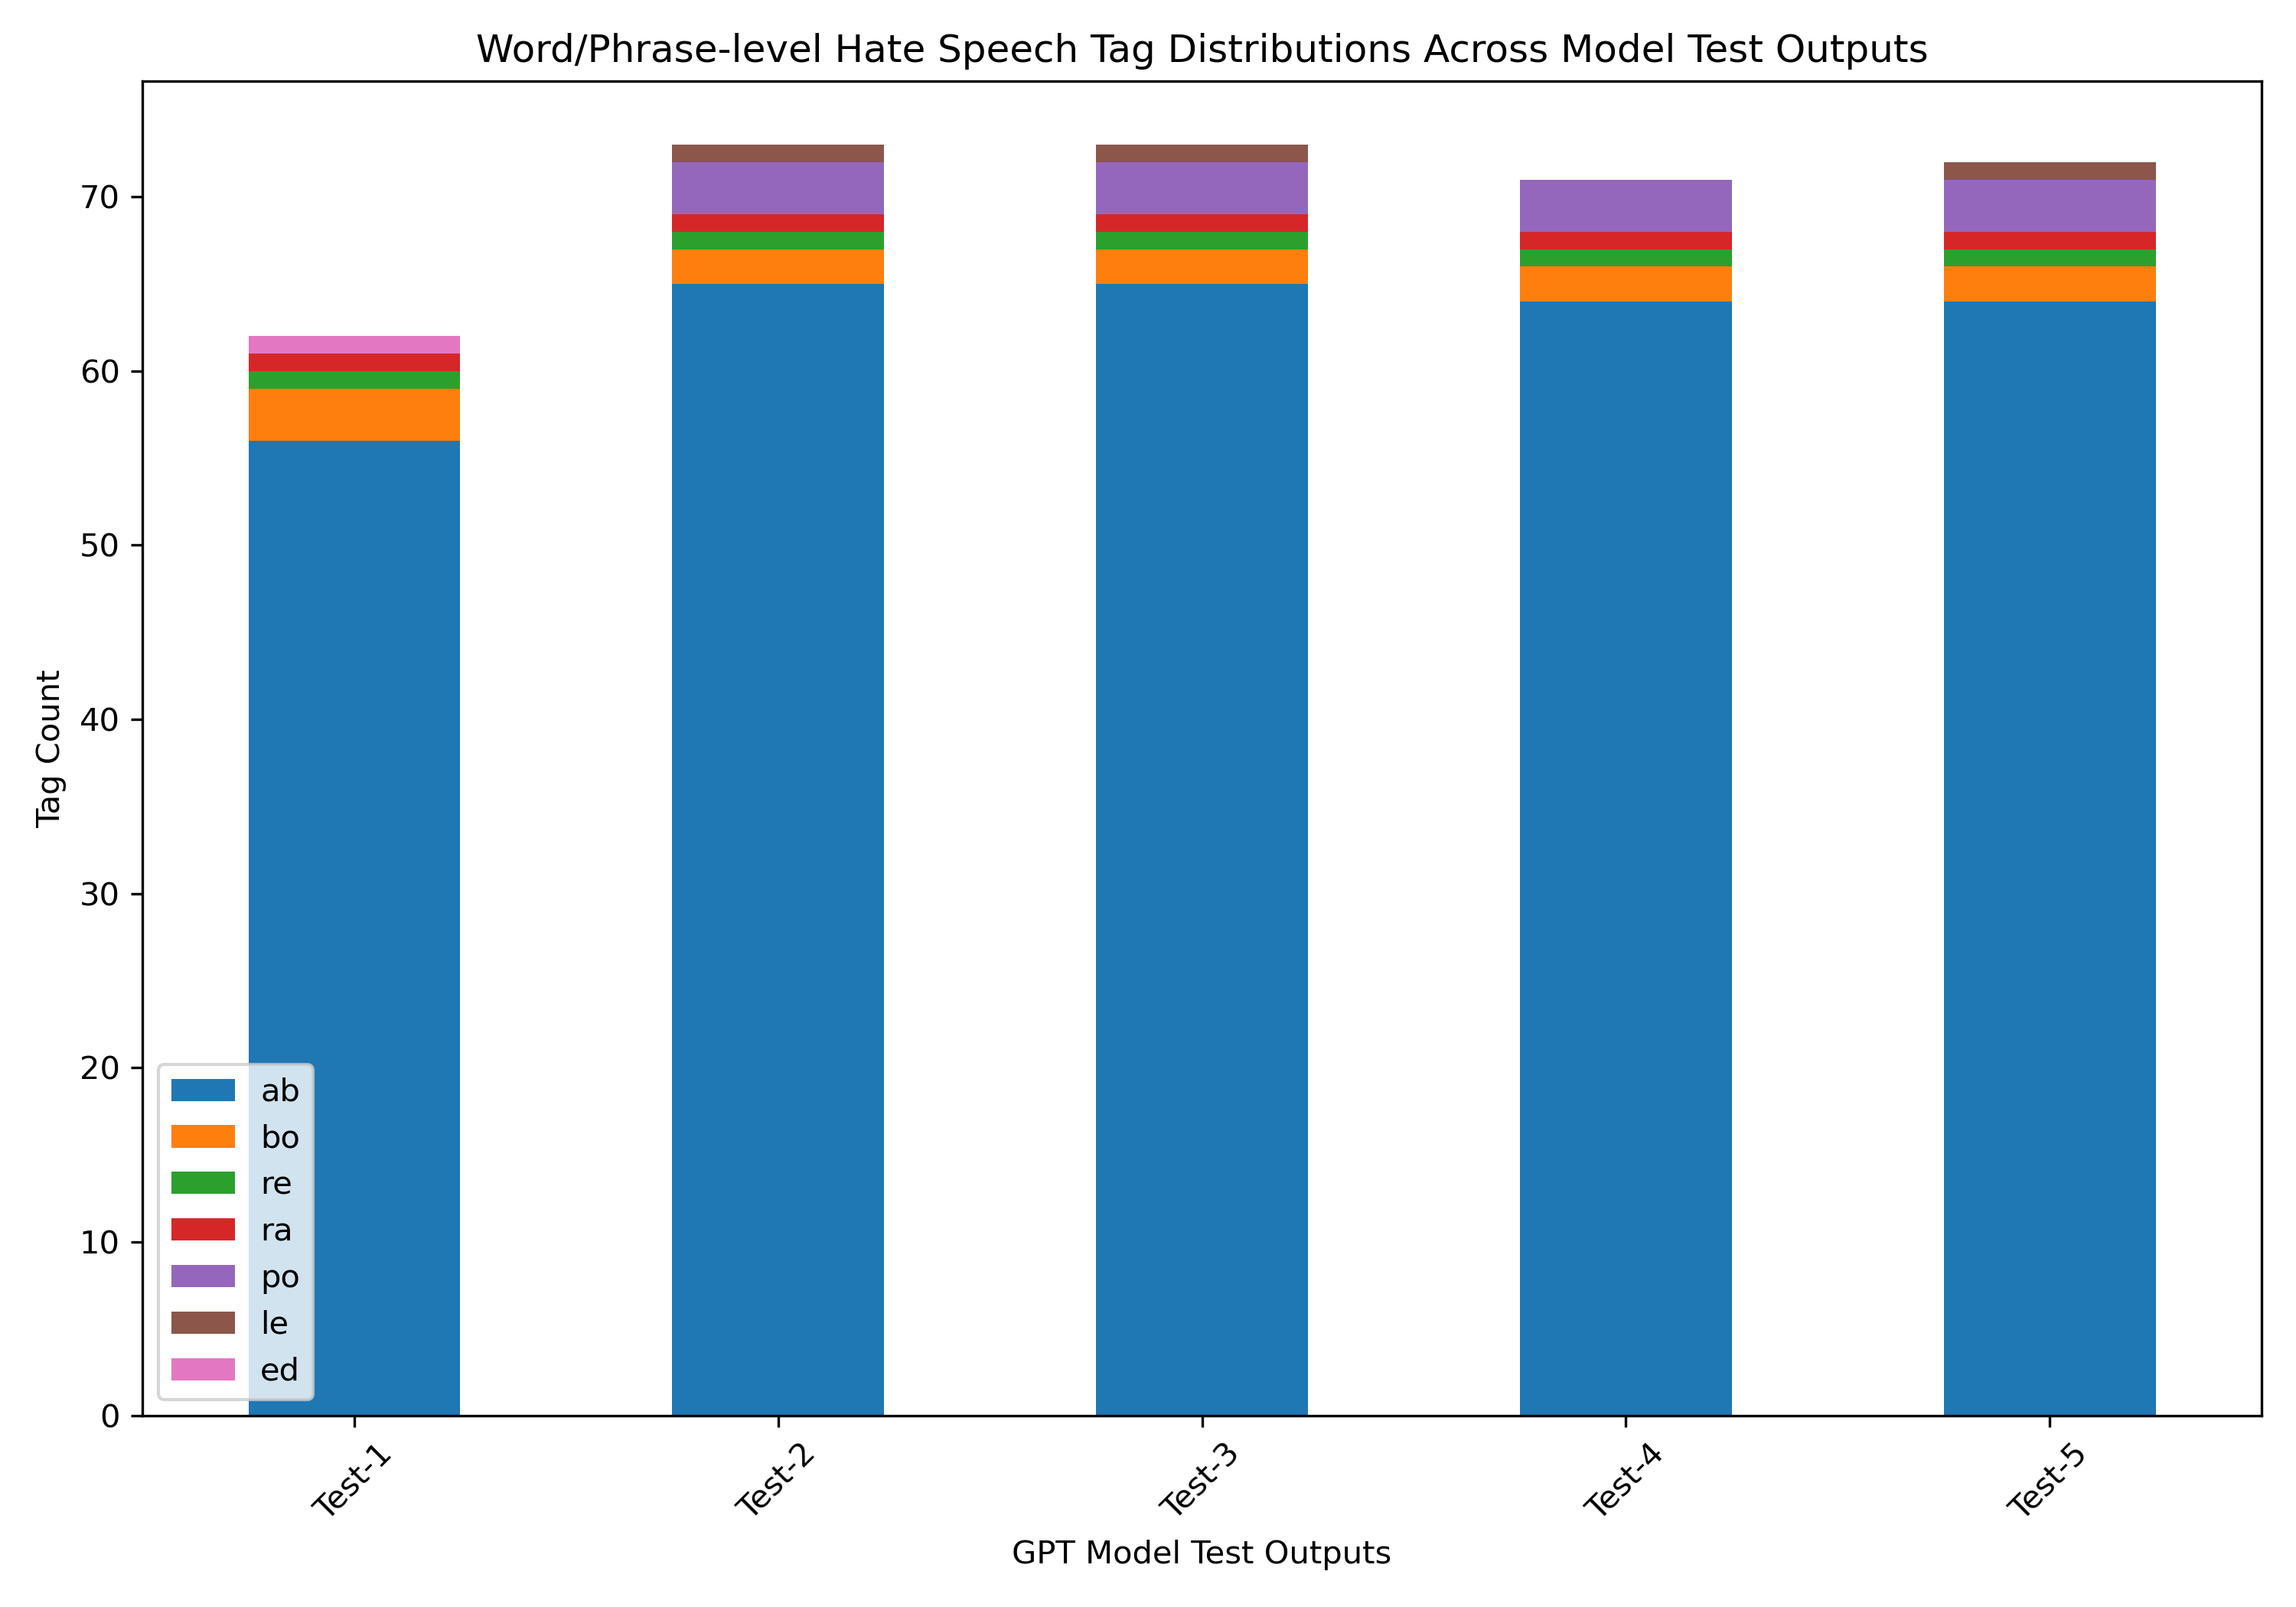 Word/Phrase-level Hate Speech Tag Distributions Across Model Test Outputs
Tag Count
70
60
50
40
30
20
10
0
ab
bo
re
ra
po
le
ed
Test-1
Test-2
Test-3
Test-4
Test-5
GPT Model Test Outputs